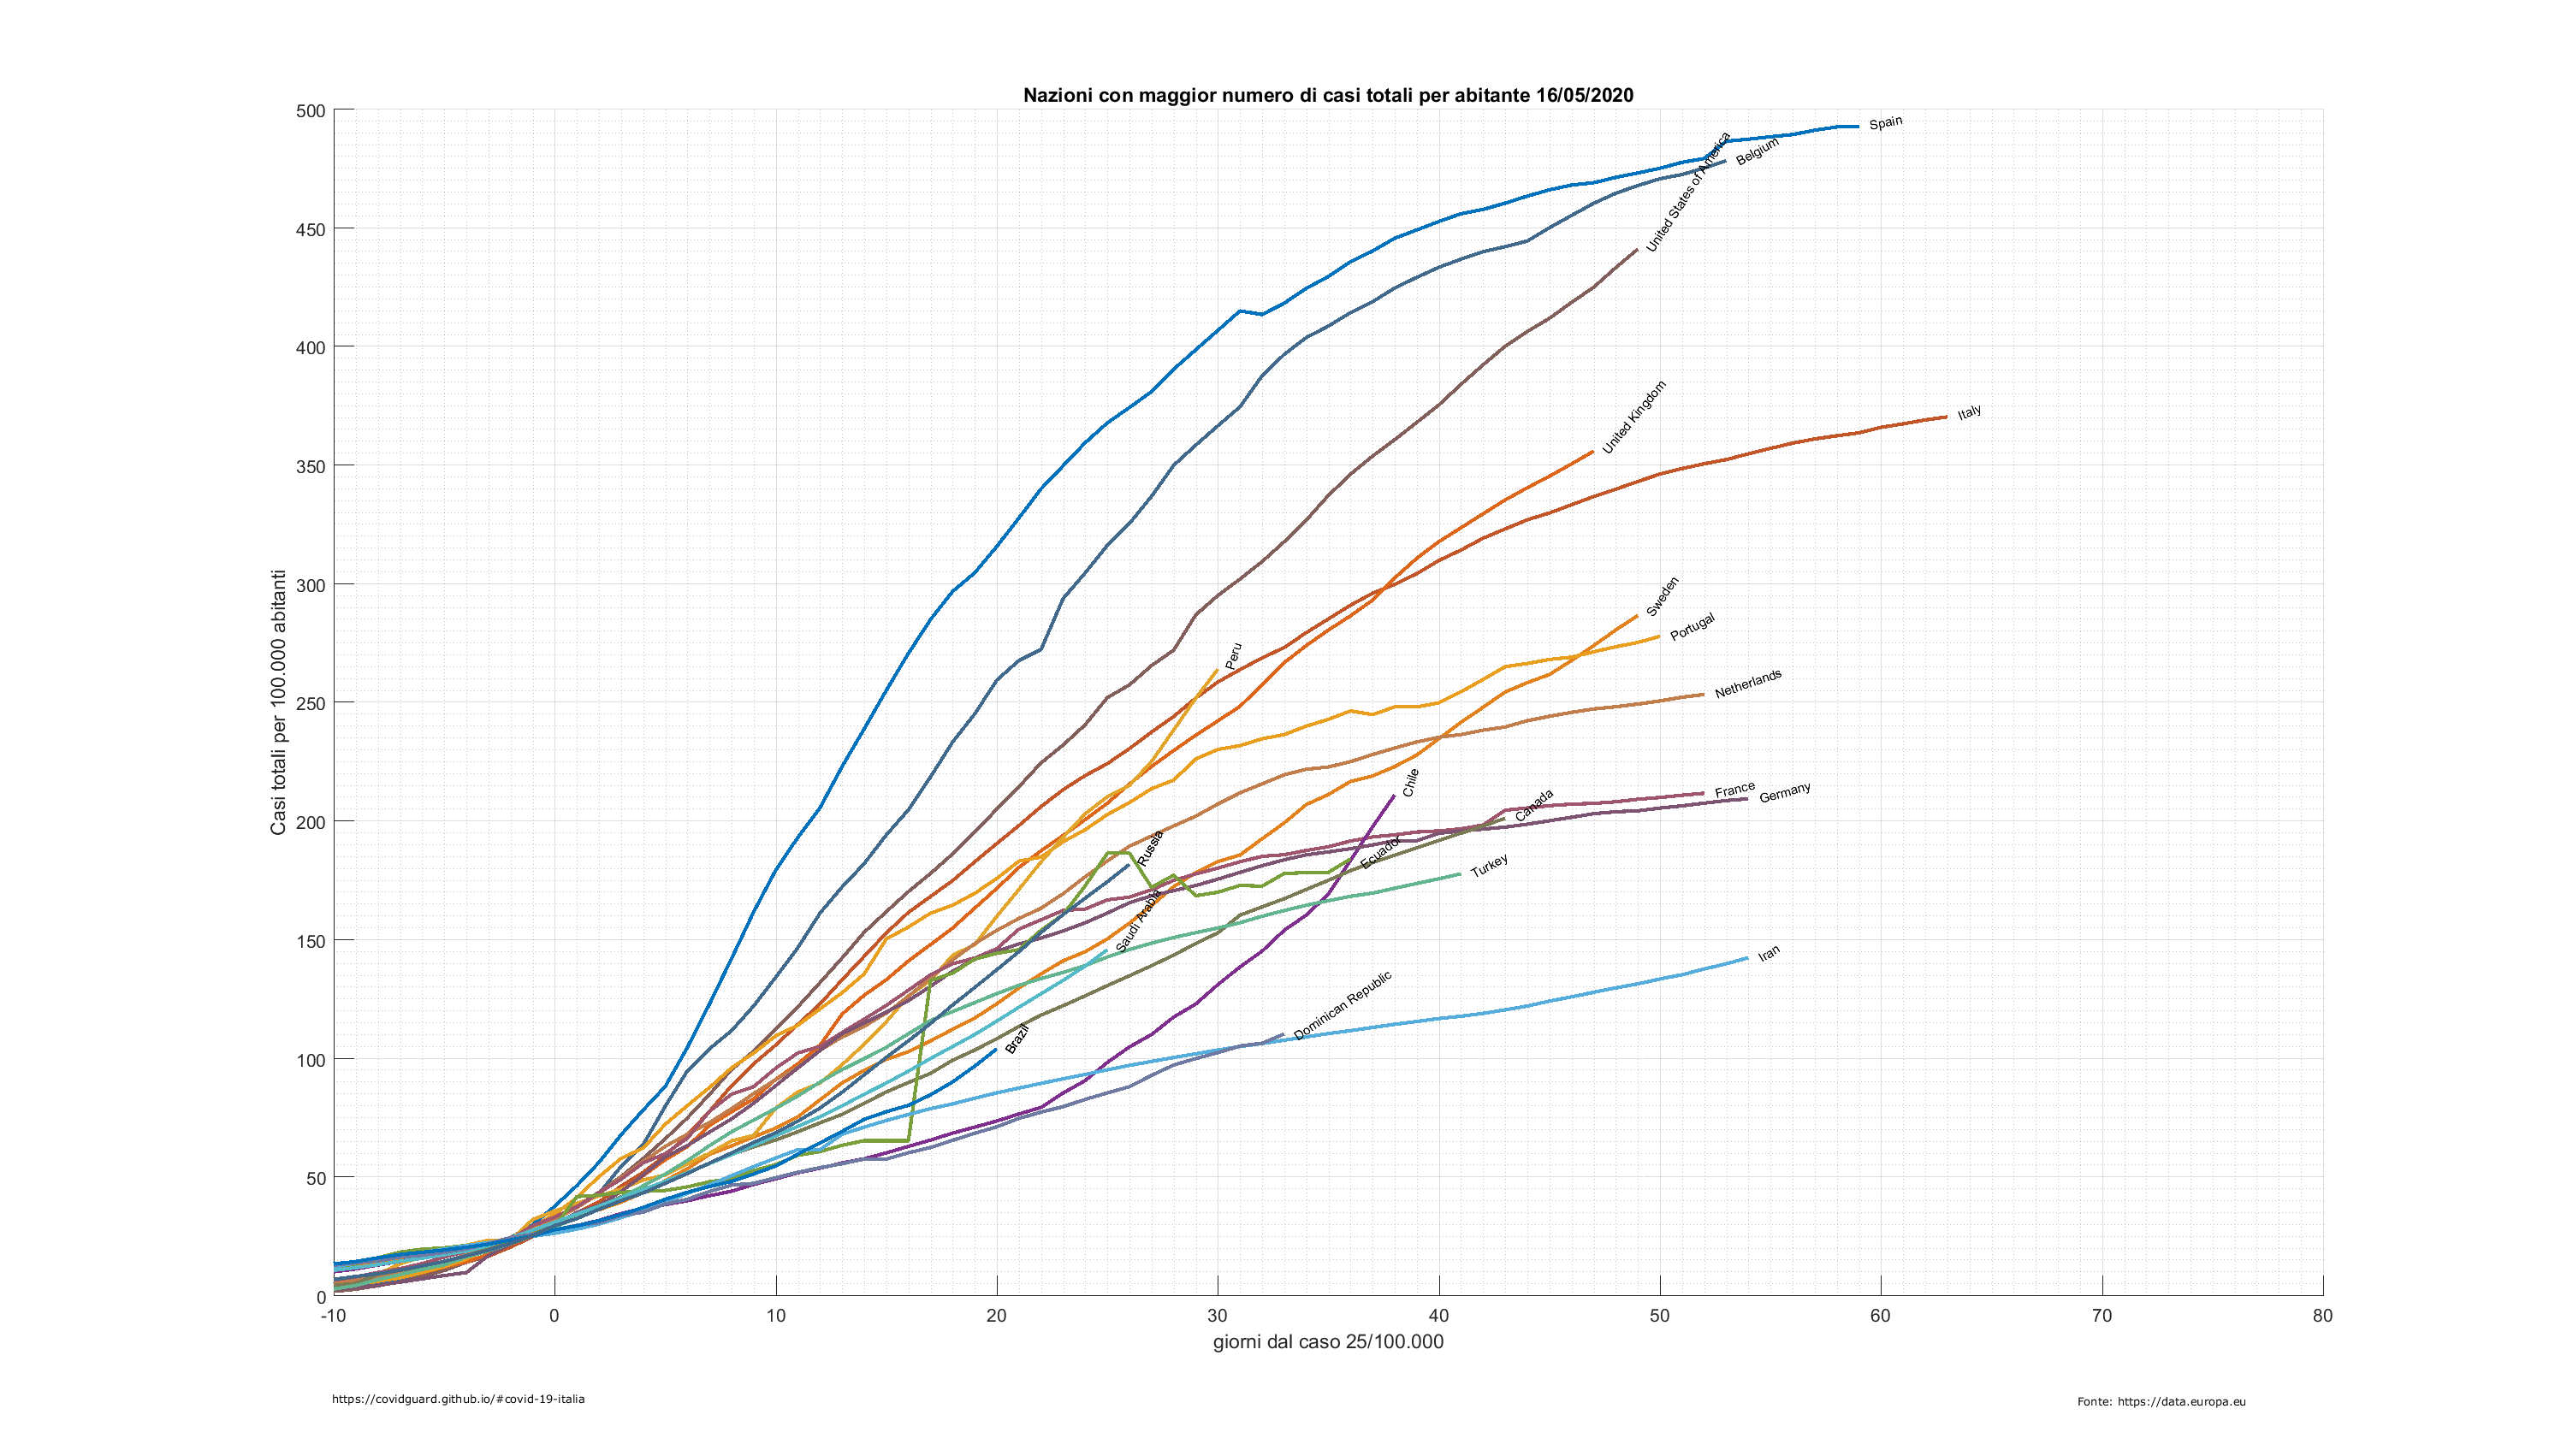 Nazioni con maggior numero di casi totali per abitante 16/05/2020
500
450
400
350
300
250
200
150
100
50
0
Casi totali per 100.000 abitanti
Spain
Belgium
United States of America
United Kingdom
Italy
Sweden
Portugal
Peru
Netherlands
Chile
France
Germany
Canada
Ecuador
Russia
Turkey
Saudi Arabia
Iran
Dominican Republic
Brazil
-10
0
10
20
30
40
50
60
70
80
giorni dal caso 25/100.000
https://covidguard.github.io/#covid-19-italia
Fonte: https://data.europa.eu